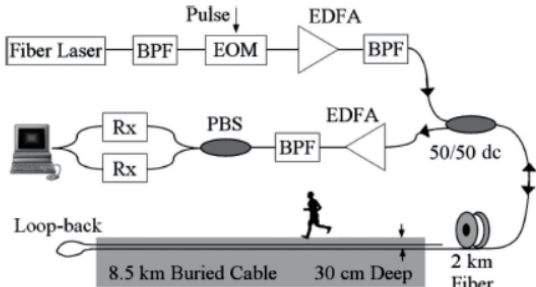 Pulse
EDFA
Fiber Laser
BPF
EOM
BPF
EDFA
Rx
PBS
BPF
Rx
50/50 dc
Loop-back
8.5 km Buried Cable
30 cm Deep
2 km
Fiber